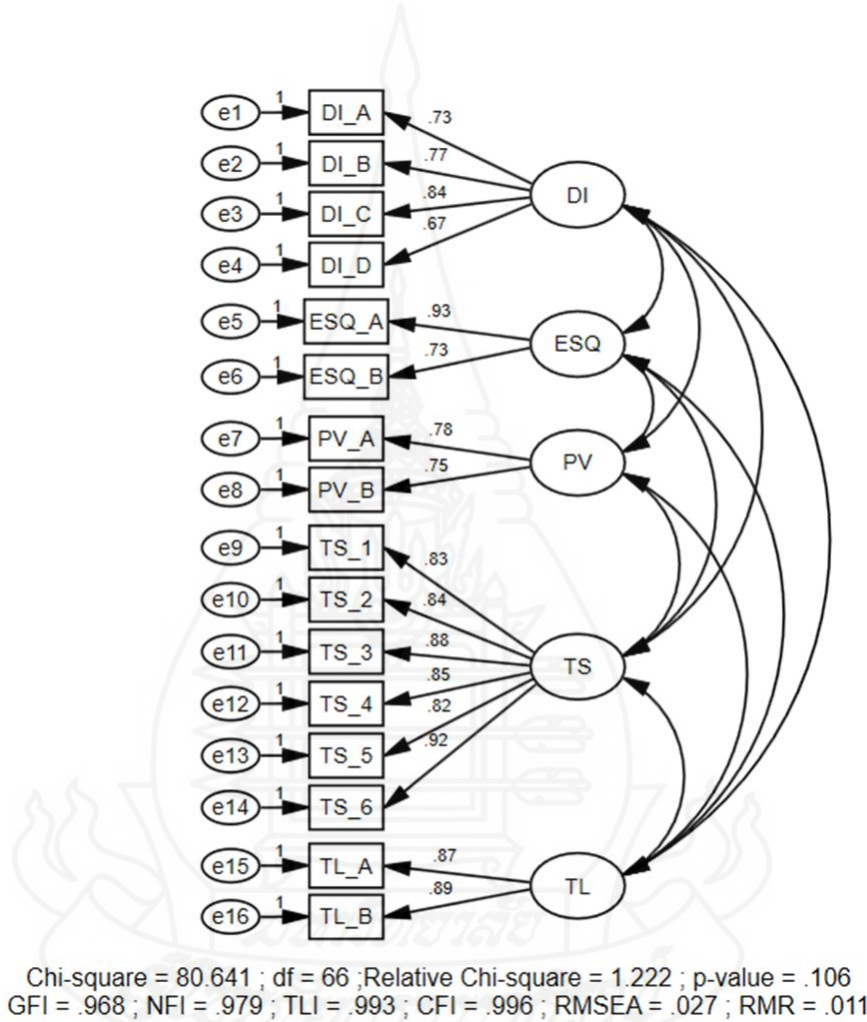 1
e1
DI_A
.73
1
e2
DI_B
.77
1
e3
DI_C
.84
1
e4
DI_D
.67
DI
1
e5
ESQ_A
.93
1
e6
ESQ_B
.73
ESQ
1
e7
PV_A
.78
1
e8
PV_B
.75
PV
1
e9
TS_1
.83
1
e10
TS_2
.84
1
e11
TS_3
.88
1
e12
TS_4
.85
1
e13
TS_5
.82
1
e14
TS_6
.92
TS
1
e15
TL_A
.87
1
e16
TL_B
.89
TL
Chi-square = 80.641 ; df = 66 ;Relative Chi-square = 1.222 ; p-value = .106
GFI = .968 ; NFI = .979 ; TLI = .993 ; CFI = .996 ; RMSEA = .027 ; RMR = .011